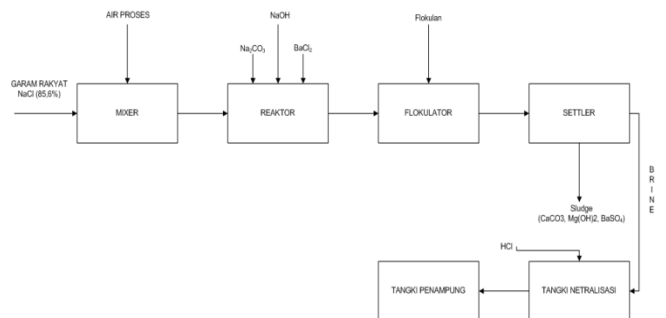 AIR PROSES
NaOH
Flokulan
Na₂CO₃
BaCl₂
GARAM RAKYAT
NaCl (85,6%)
MIXER
REAKTOR
FLOKULATOR
SETTLER
BRINE
Sludge
(CaCO3, Mg(OH)2, BaSO₄)
HCl
TANGKI PENAMPUNG
TANGKI NETRALISASI